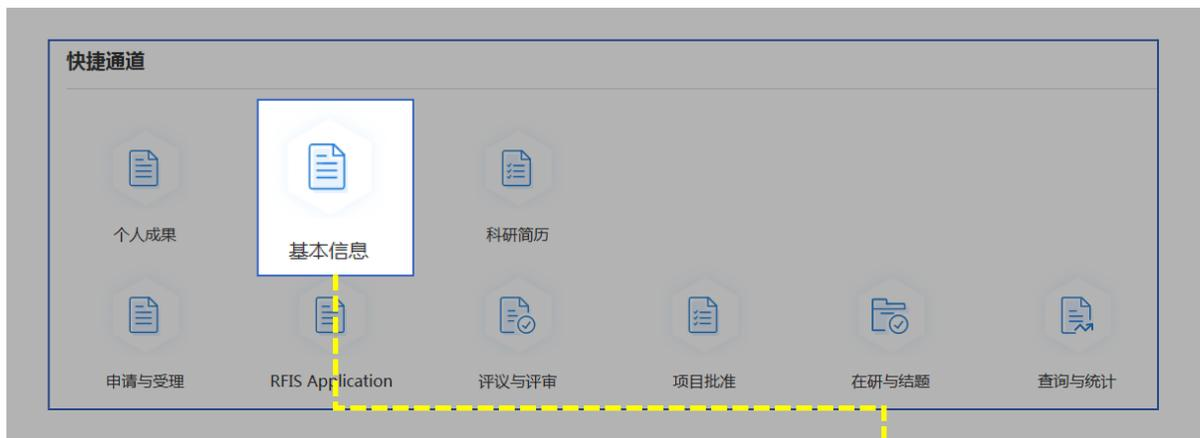 快捷通道
个人成果
基本信息
科研简历
申请与受理
RFIS Application
评议与评审
项目批准
在研与结题
查询与统计